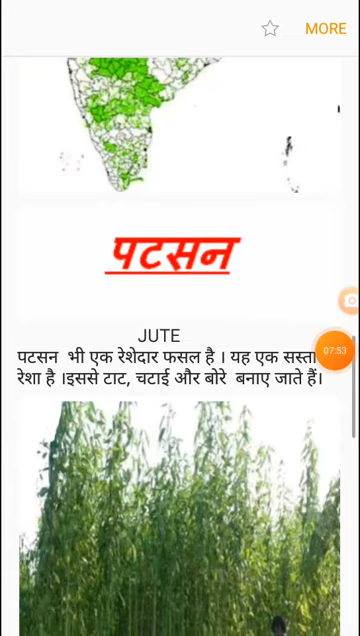 MORE
पटसन
JUTE
पटसन भी एक रेशेदार फसल है । यह एक सस्ता
07:53
रेशा है ।इससे टाट, चटाई और बोरे बनाए जाते हैं।